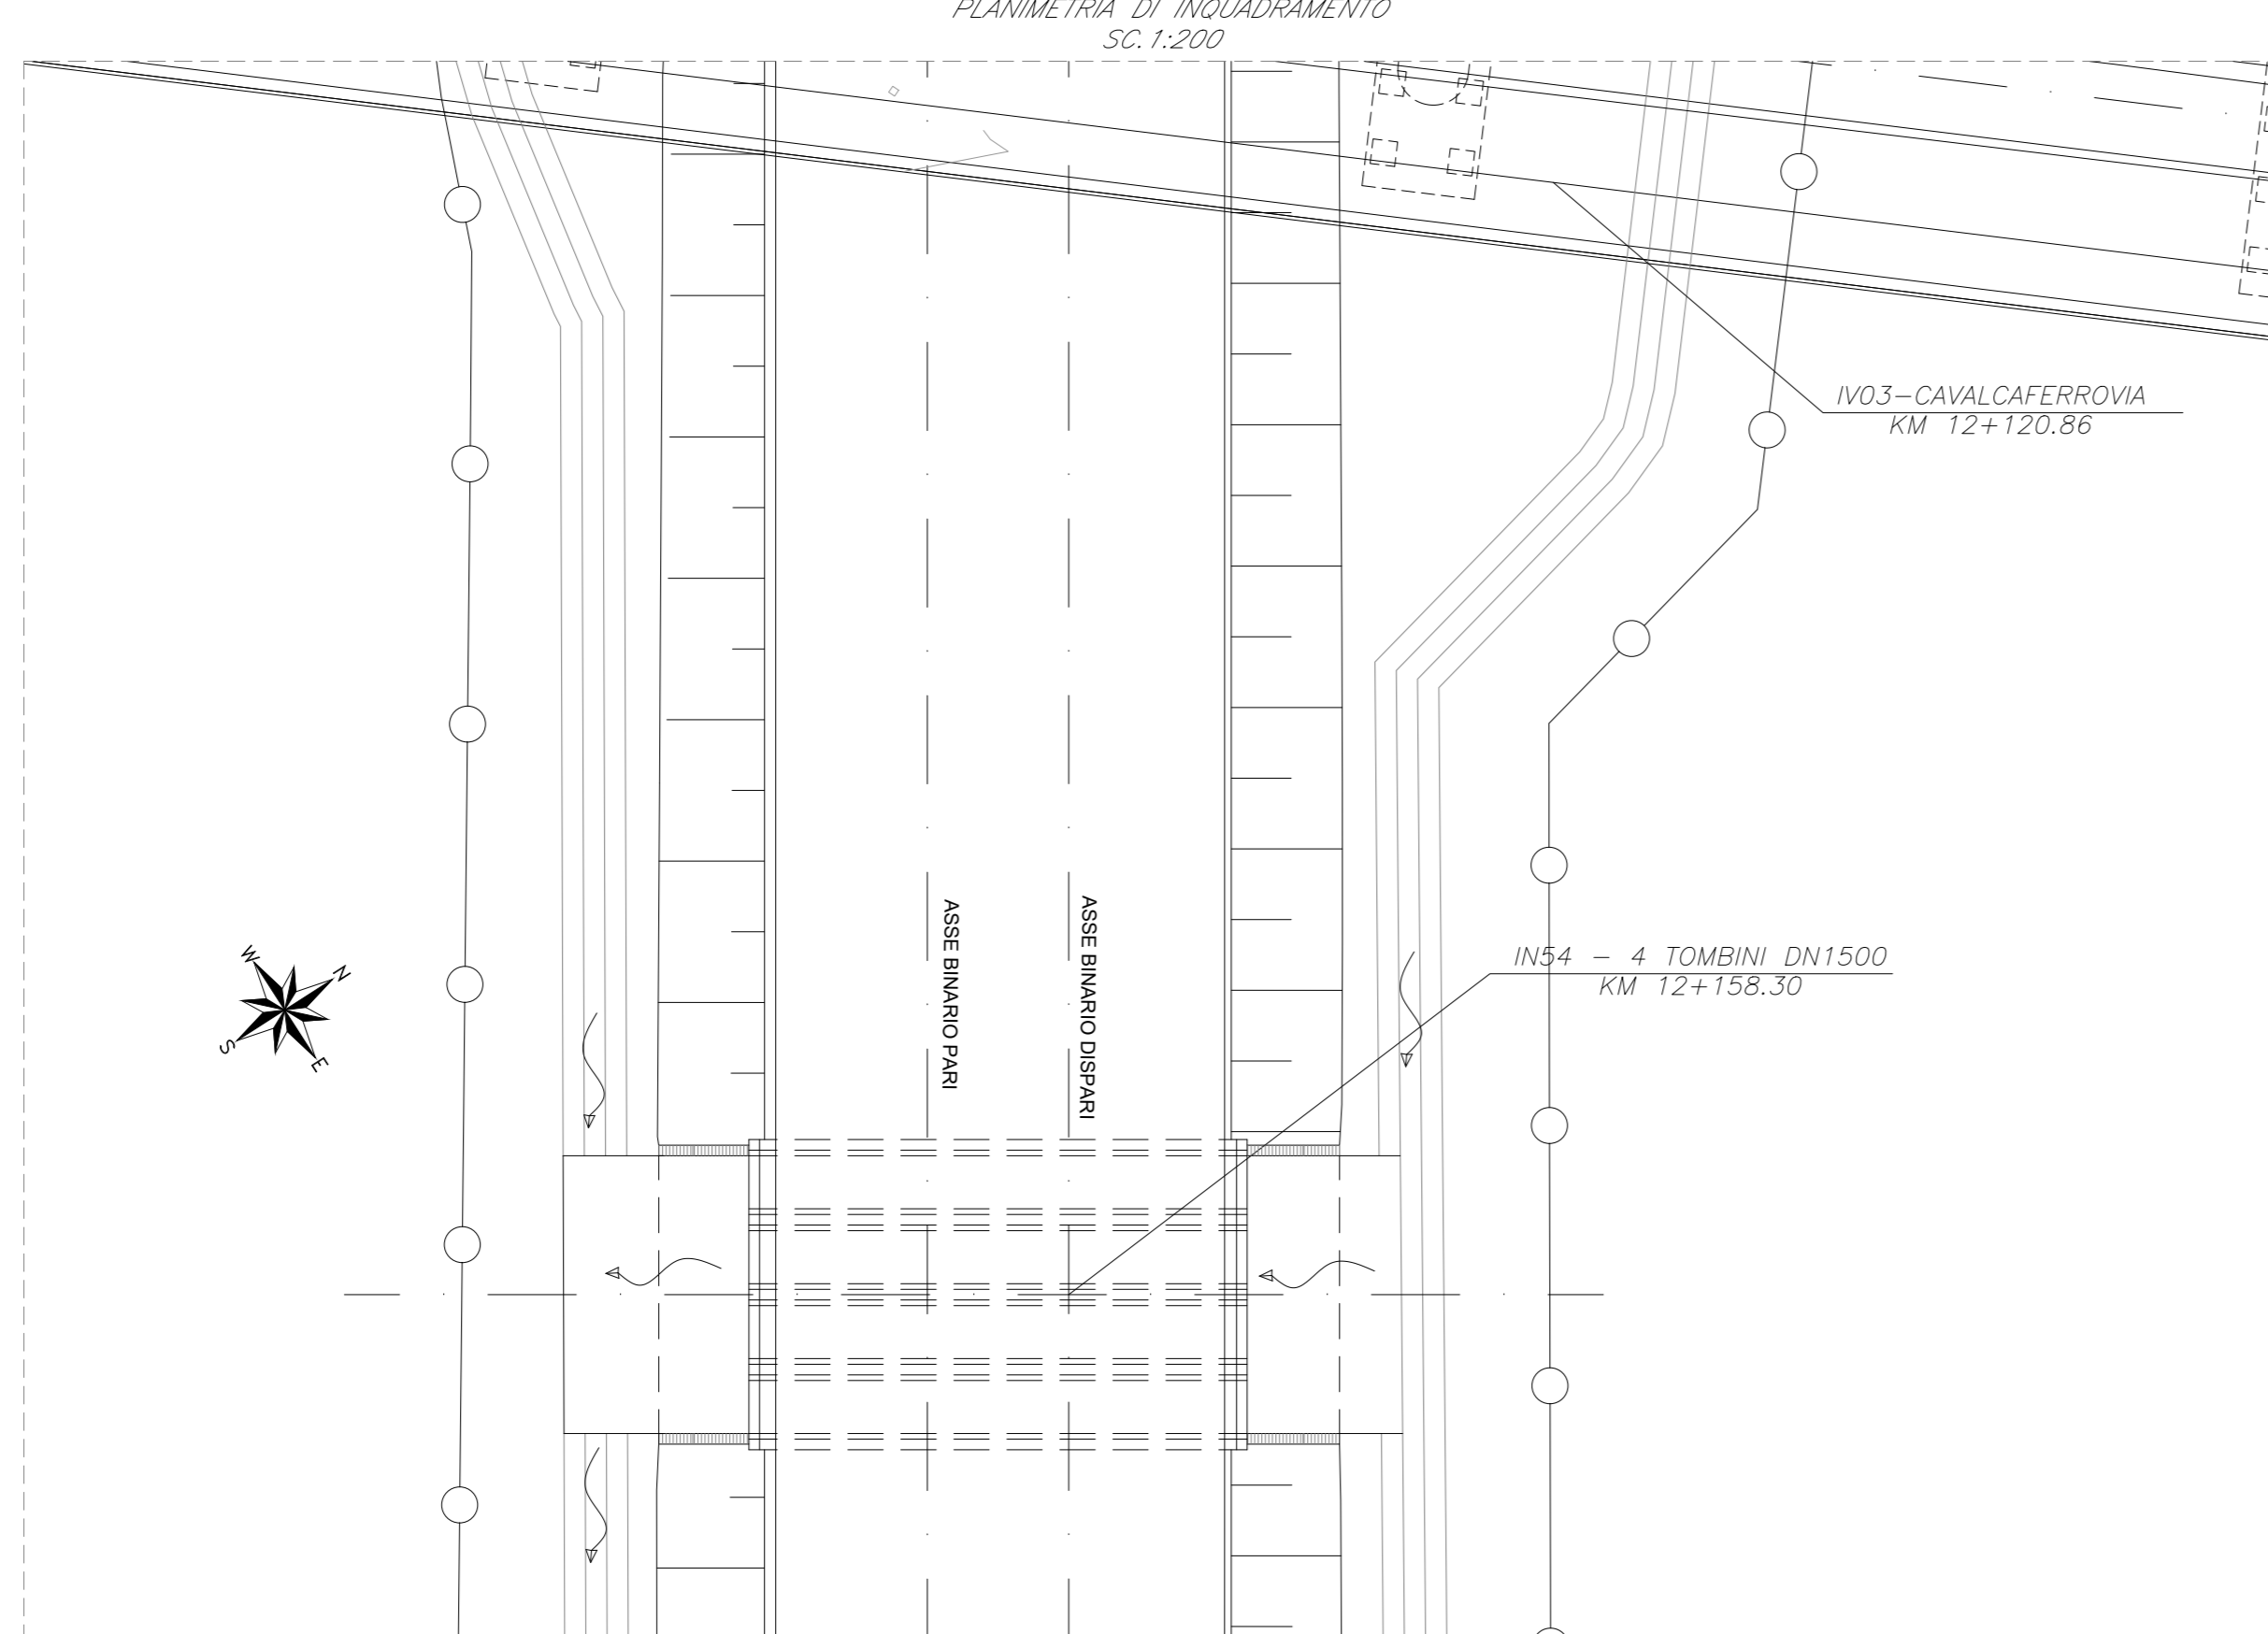 PLANIMETRIA DI INQUADRAMENTO
SC. 1:200
IV03-CAVALCAFERROVIA
KM 12+120.86
ASSE BINARIO PARI
ASSE BINARIO DISPARI
IN54 - 4 TOMBINI DN1500
KM 12+158.30
W
N
S
E